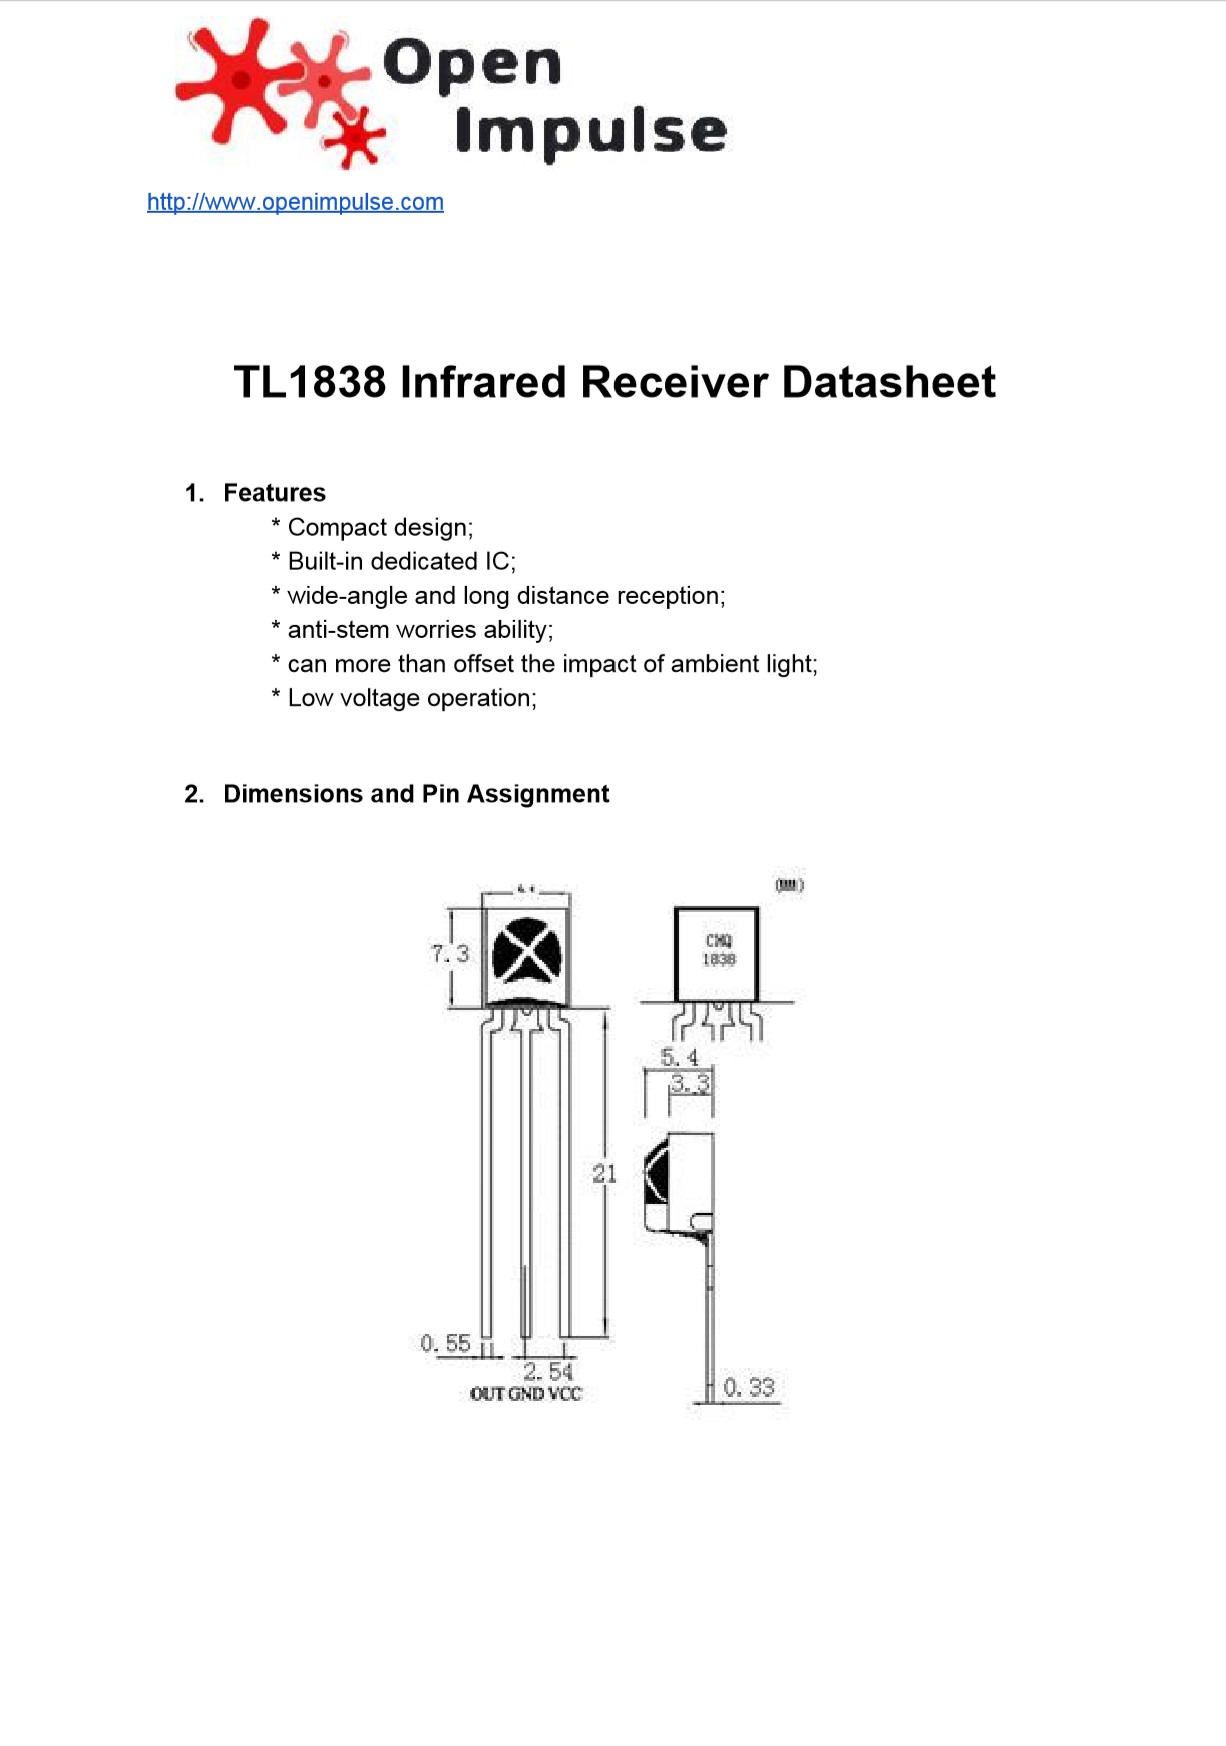 Open
Impulse
http://www.openimpulse.com
TL1838 Infrared Receiver Datasheet
1. Features
* Compact design;
* Built-in dedicated IC;
* wide-angle and long distance reception;
* anti-stem worries ability;
* can more than offset the impact of ambient light;
* Low voltage operation;
2. Dimensions and Pin Assignment
7.3
CMQ
1838
5.4
3.3
21
0.55
2.54
OUT GND VCC
0.33